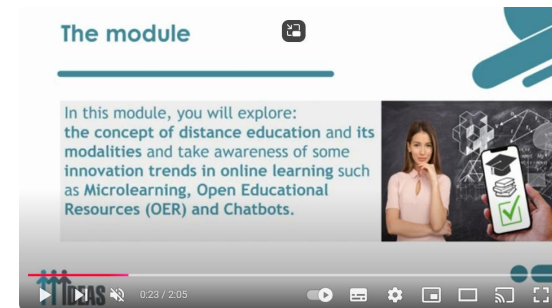 The module
In this module, you will explore:
the concept of distance education and its
modalities and take awareness of some
innovation trends in online learning such
as Microlearning, Open Educational
Resources (OER) and Chatbots.
IDEAS
0:23 / 2:05